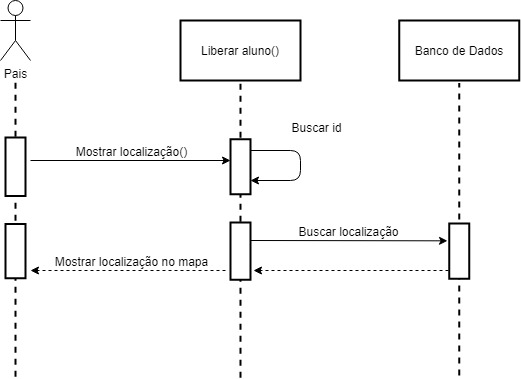 Liberar aluno()
Banco de Dados
Pais
Buscar id
Mostrar localização()
Buscar localização
Mostrar localização no mapa